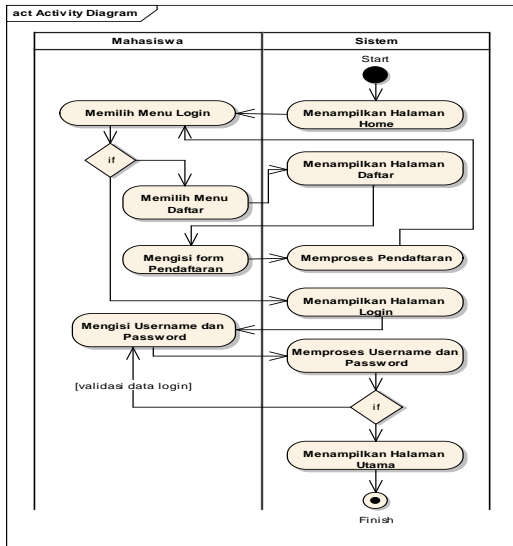 act Activity Diagram
Mahasiswa
Sistem
Start
Menampilkan Halaman
Home
Memilih Menu Login
if
Memilih Menu
Daftar
Menampilkan Halaman
Daftar
Mengisi form
Pendaftaran
Memproses Pendaftaran
Menampilkan Halaman
Login
Mengisi Username dan
Password
Memproses Username dan
Password
[validasi data login]
if
Menampilkan Halaman
Utama
Finish